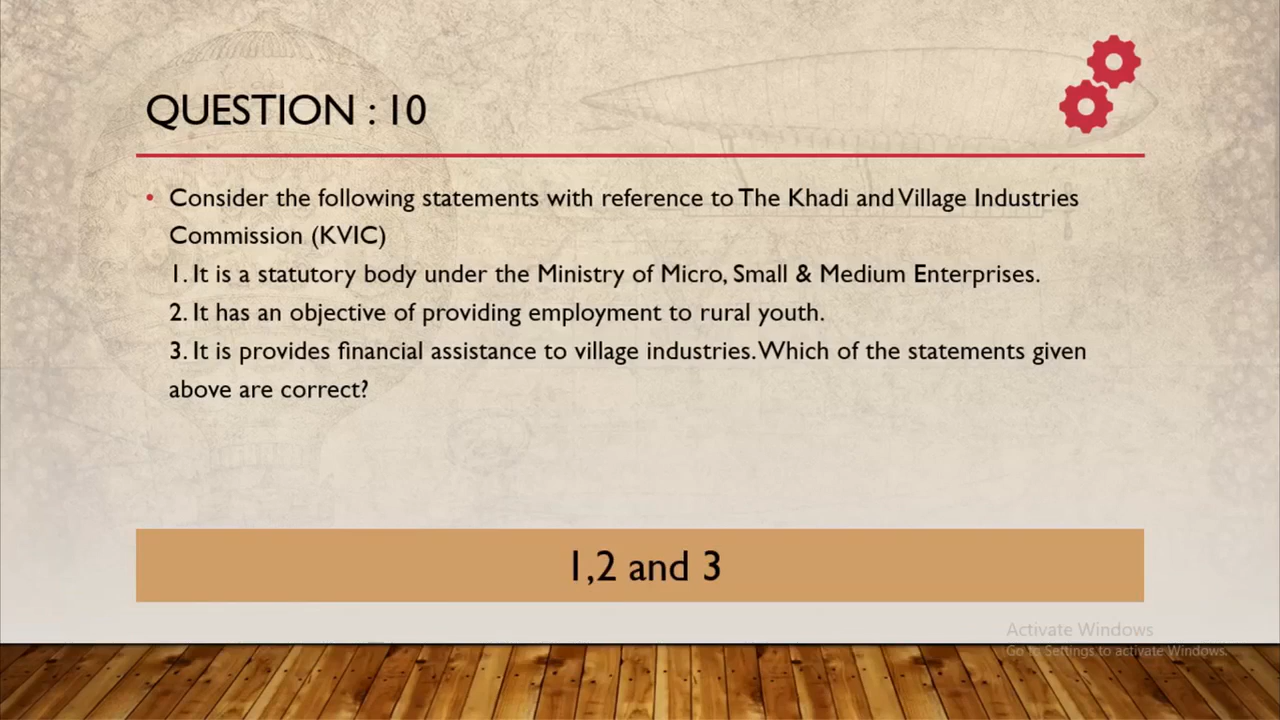 QUESTION : 10
• Consider the following statements with reference to The Khadi and Village Industries
Commission (KVIC)
1. It is a statutory body under the Ministry of Micro, Small & Medium Enterprises.
2. It has an objective of providing employment to rural youth.
3. It is provides financial assistance to village industries. Which of the statements given
above are correct?
1,2 and 3
Activate Windows
Go to Settings to activate Windows.